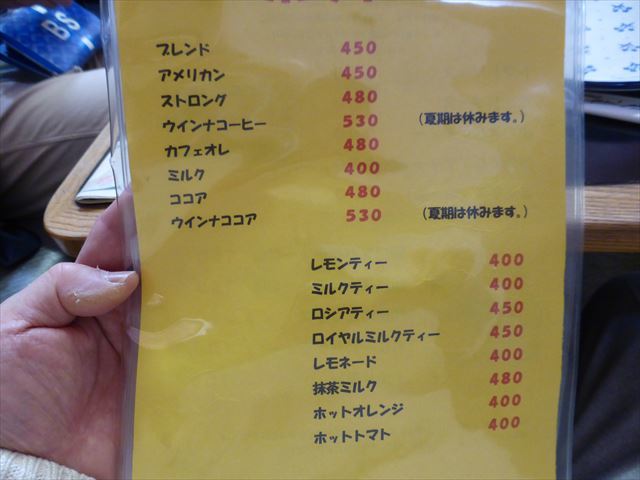 ブレンド 450
アメリカン 450
ストロング 480
ウインナコーヒー 530 (夏期は休みます。)
カフェオレ 480
ミルク 400
ココア 480
ウインナココア 530 (夏期は休みます。)
レモンティー 400
ミルクティー 400
ロシアティー 450
ロイヤルミルクティー 450
レモネード 400
抹茶ミルク 480
ホットオレンジ 400
ホットトマト 400
BS